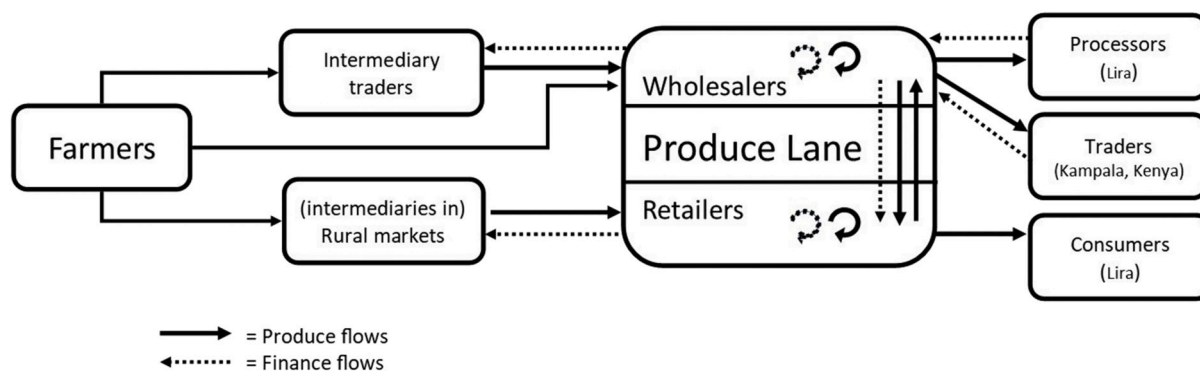 Intermediary
traders
Farmers
(intermediaries in)
Rural markets
Wholesalers
Produce Lane
Retailers
Processors
(Lira)
Traders
(Kampala, Kenya)
Consumers
(Lira)
= Produce flows
= Finance flows